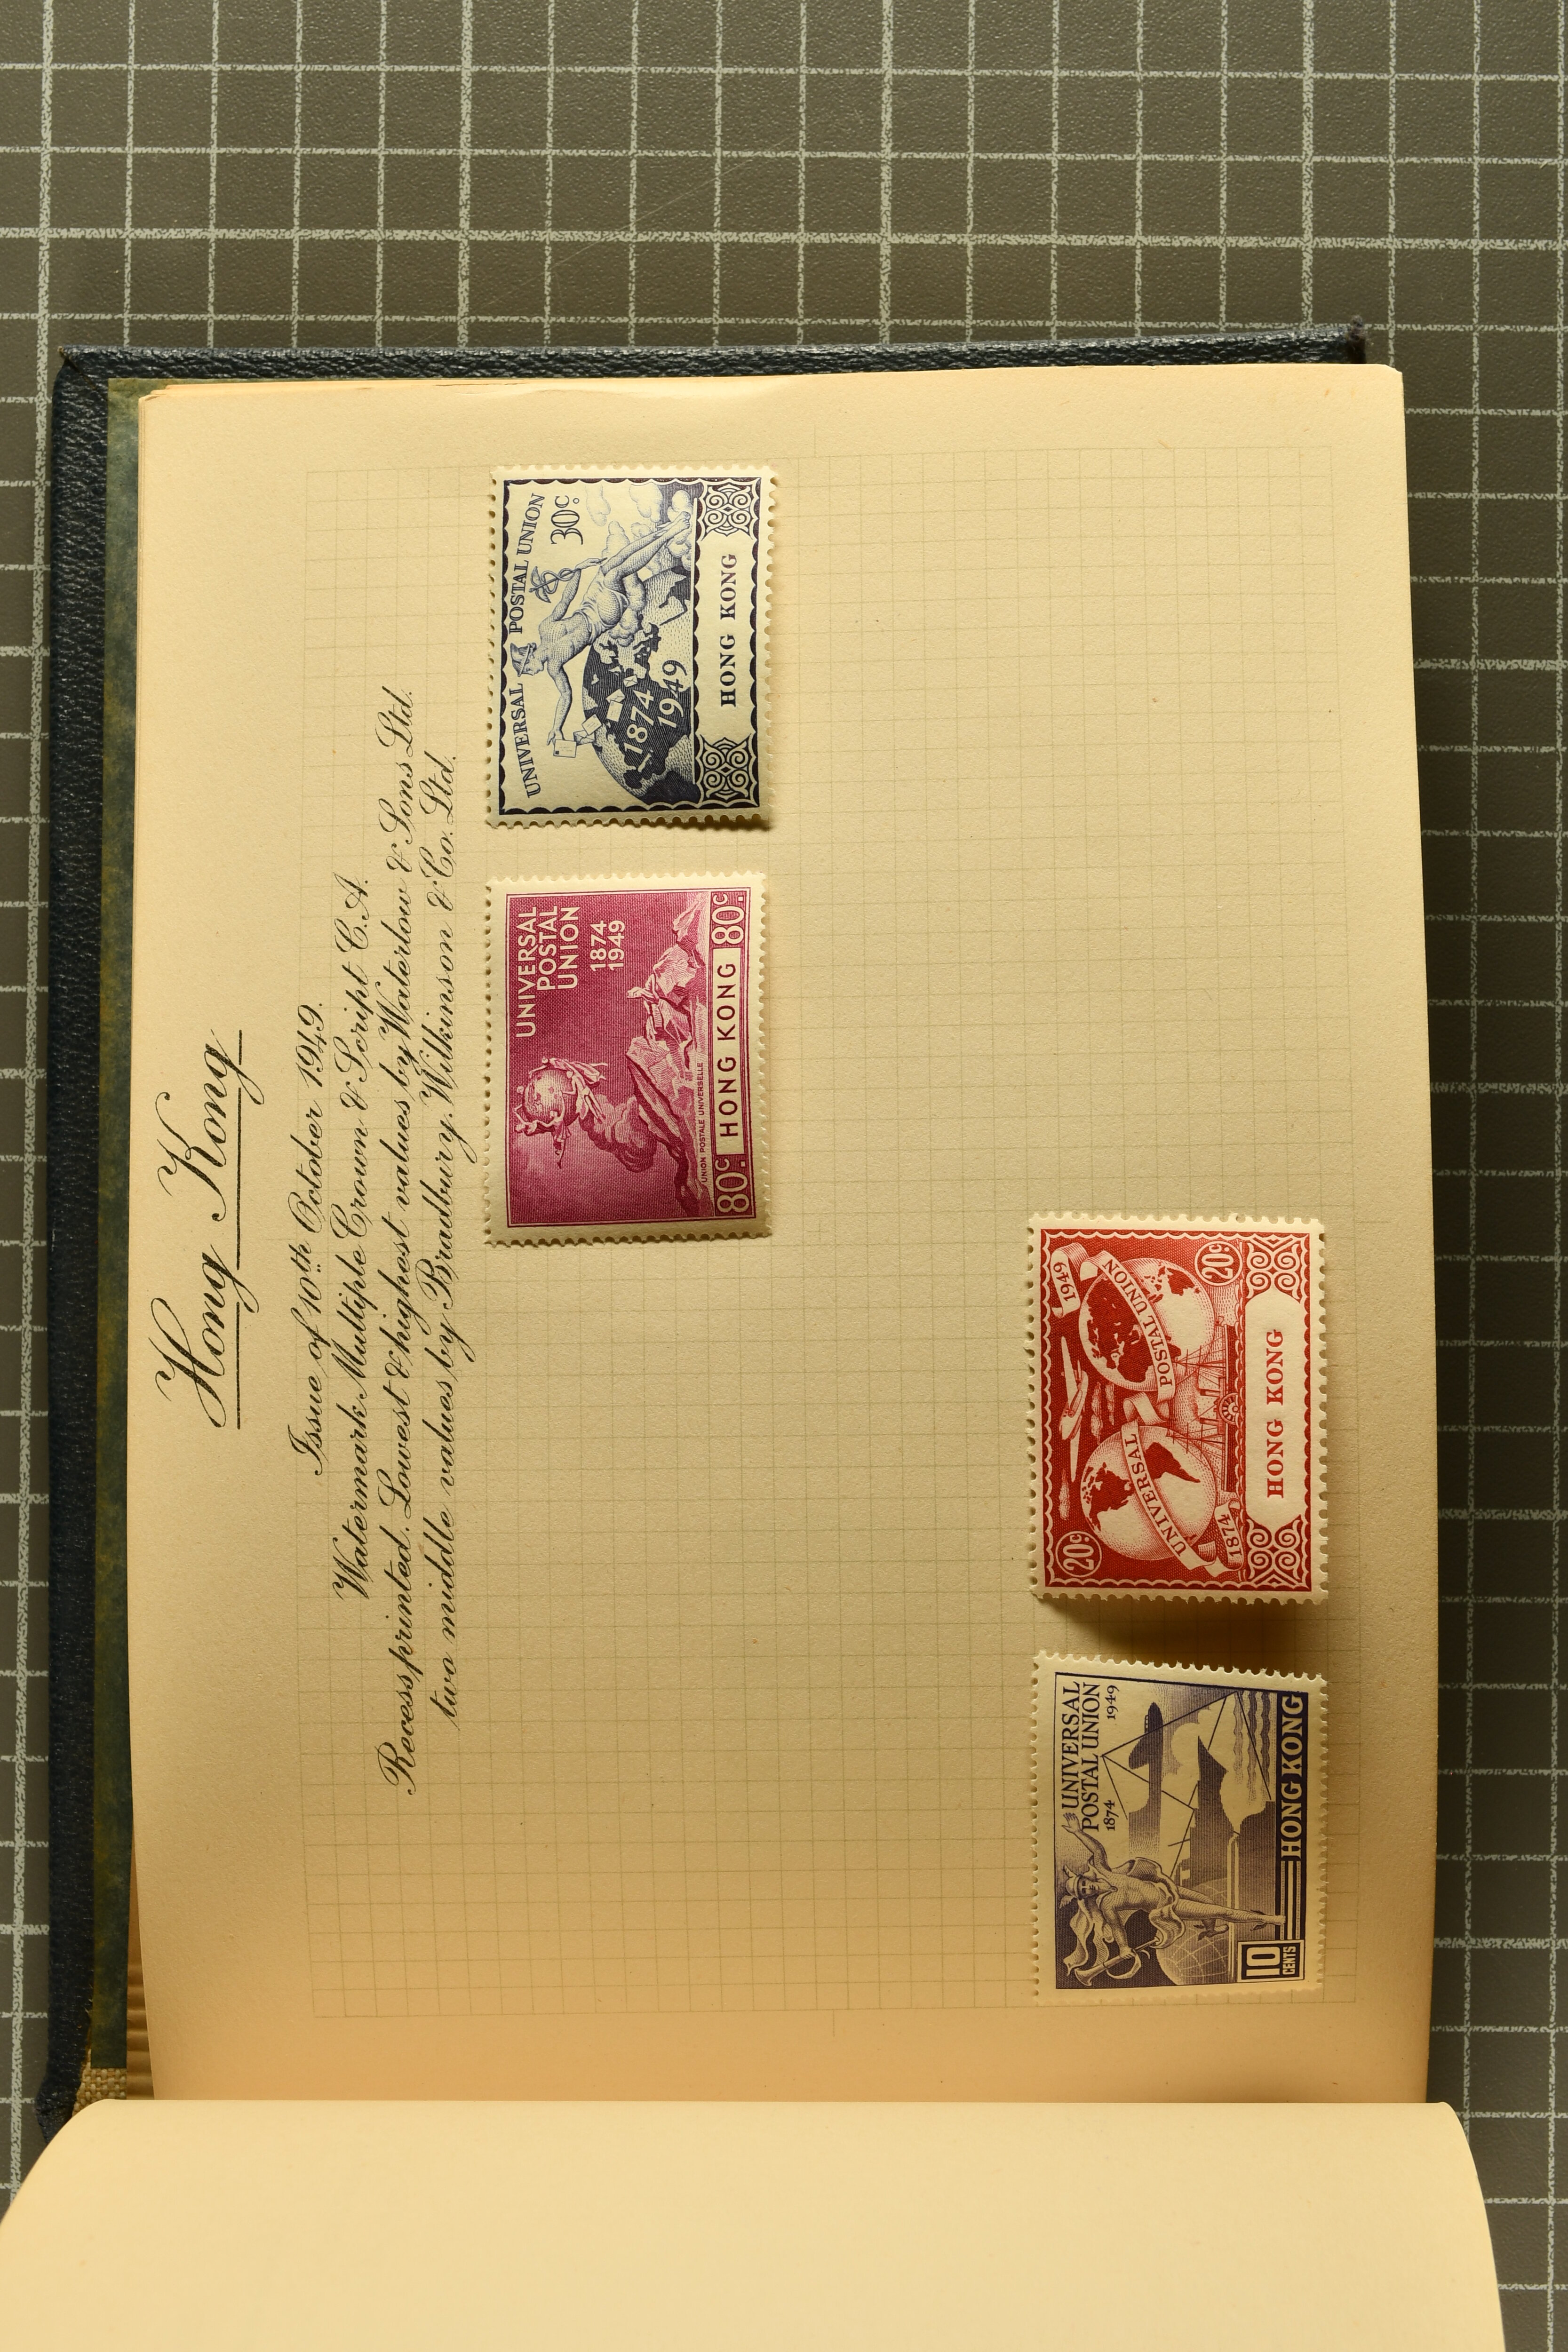 Hong Kong
Issue of 10th October 1949.
Watermark Multiple Crown & Script C.A.
Recess printed. Lowest & highest values by Waterlow & Sons Ltd.
two middle values by Bradbury, Wilkinson & Co. Ltd.
UNIVERSAL
POSTAL
UNION
1874
1949
UNION POSTALE UNIVERSELLE
80c. HONG KONG 80c.
UNIVERSAL POSTAL UNION
30c.
1874
1949
HONG KONG
UNIVERSAL
POSTAL UNION
1874 1949
10
CENTS
HONG KONG
20c. 1949
UNIVERSAL POSTAL UNION
1874 20c.
HONG KONG